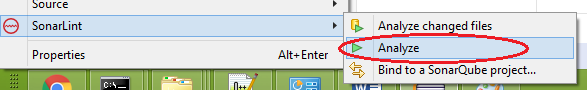 Source
SonarLint
Properties Alt+Enter
Analyze changed files
Analyze
Bind to a SonarQube project...
C:\